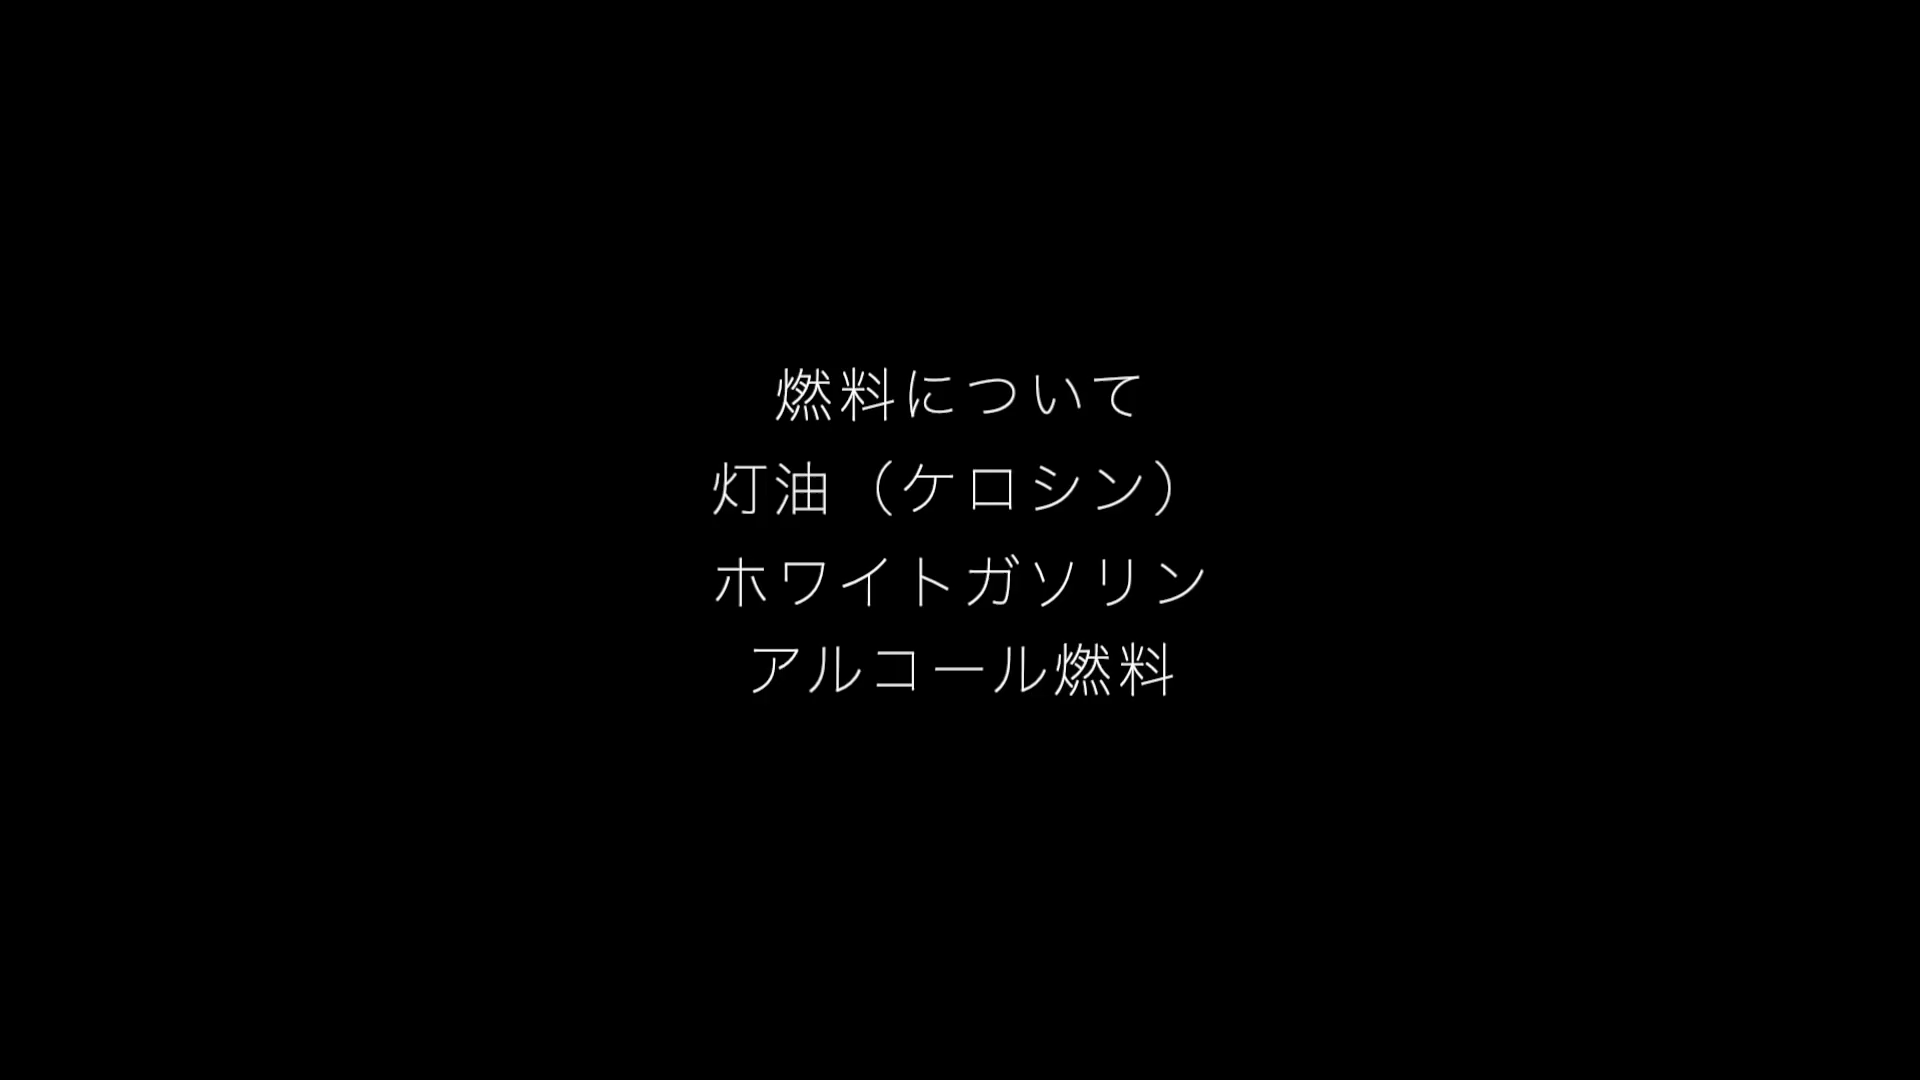 燃料について
灯油（ケロシン）
ホワイトガソリン
アルコール燃料